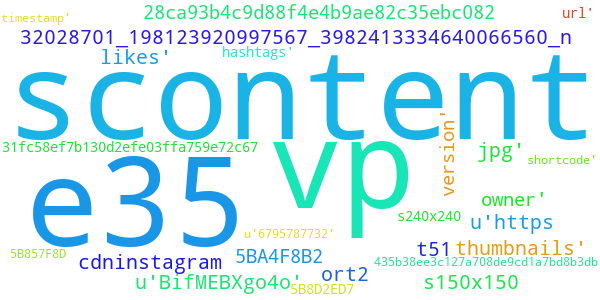 timestamp'
28ca93b4c9d88f4e4b9ae82c35ebc082
url'
32028701_198123920997567_3982413334640066560_n
likes'
hashtags'
scontent
31fc58ef7b130d2efe03ffa759e72c67
vp
version'
jpg'
shortcode'
e35
owner'
s240x240
u'https
u'6795787732'
5B857F8D
5BA4F8B2
t51
thumbnails'
cdninstagram
ort2
435b38ee3c127a708de9cd1a7bd8b3db
u'BifMEBXgo4o'
5B8D2ED7
s150x150